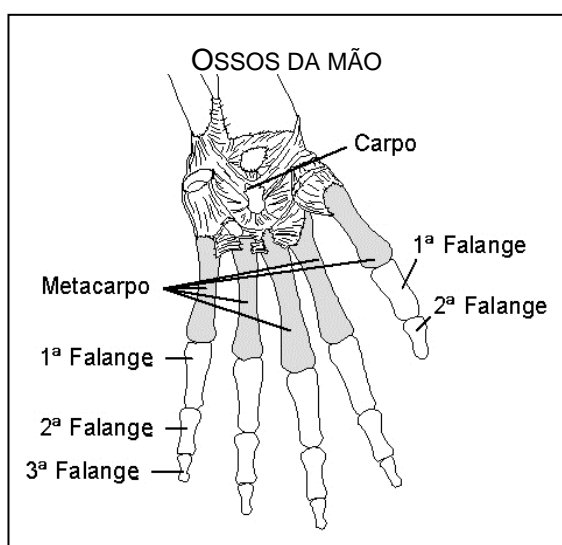 OSSOS DA MÃO
Carpo
1ª Falange
2ª Falange
Metacarpo
1ª Falange
2ª Falange
3ª Falange